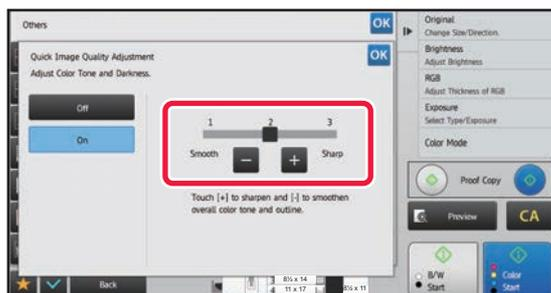 Others
OK
Quick Image Quality Adjustment
OK
Adjust Color Tone and Darkness.
Off
On
1 2 3
Smooth - + Sharp
Touch [+] to sharpen and [-] to smoothen
overall color tone and outline.
Back
8½ x 14
11 x 17
8½ x 11
Original
Change Size/Direction.
Brightness
Adjust Brightness
RGB
Adjust Thickness of RGB
Exposure
Select Type/Exposure
Color Mode
Proof Copy
Preview
CA
B/W
Start
Color
Start